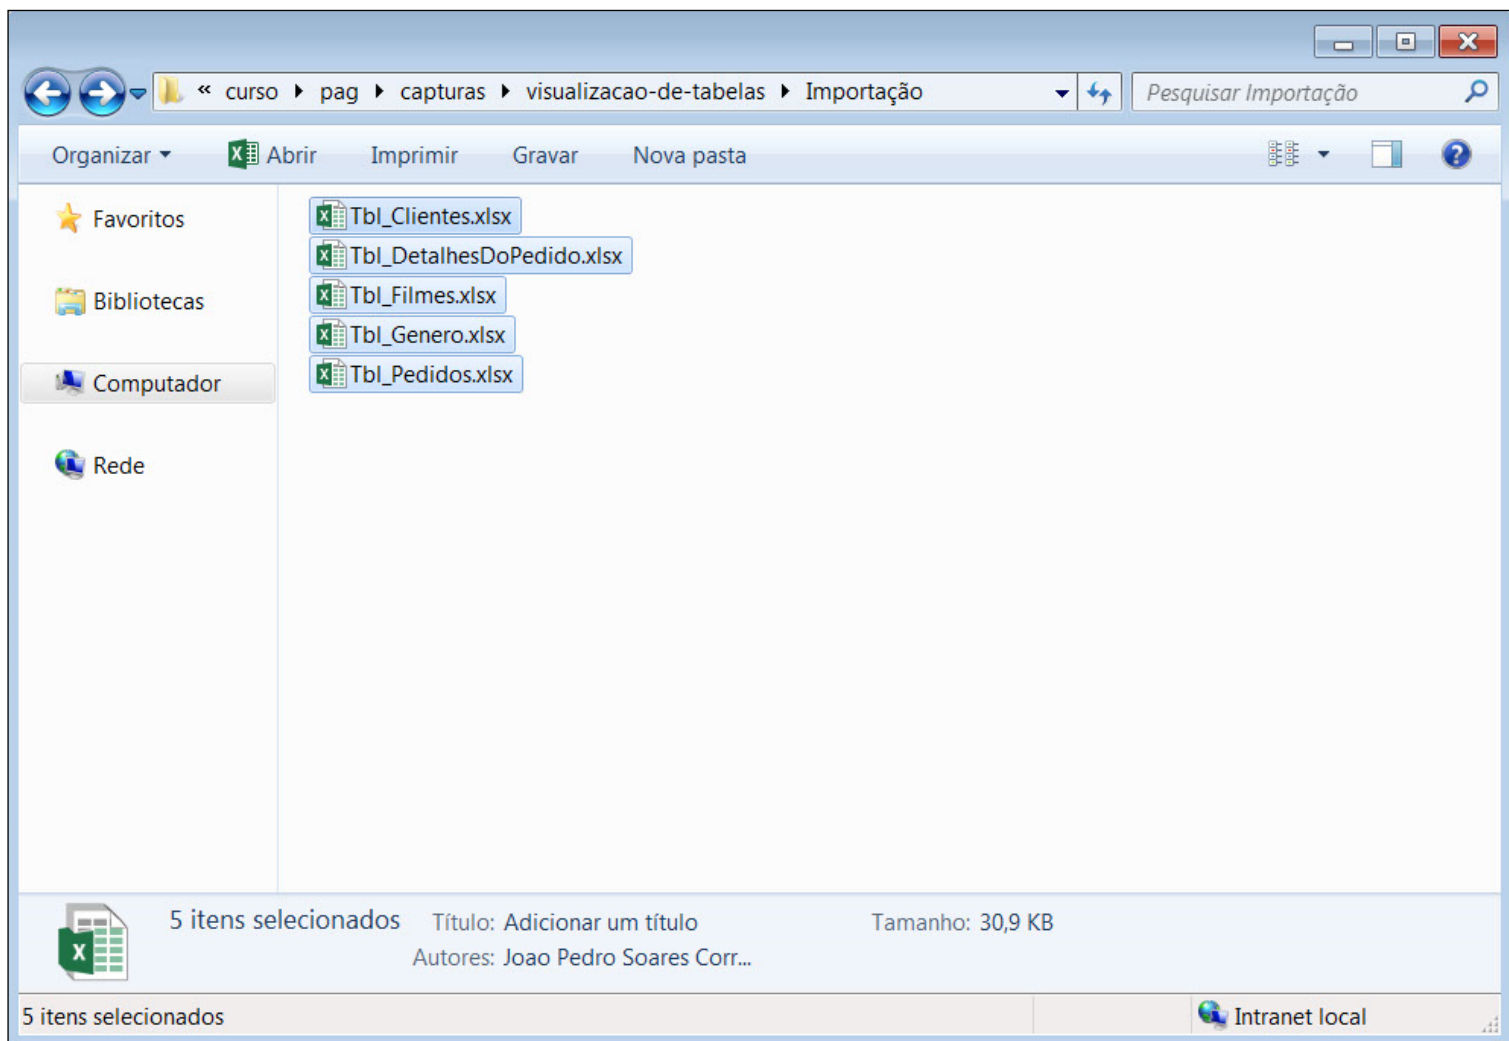 « curso pag capturas visualizacao-de-tabelas Importação
Pesquisar Importação
Organizar Abrir Imprimir Gravar Nova pasta
Favoritos
Bibliotecas
Computador
Rede
Tbl_Clientes.xlsx
Tbl_DetalhesDoPedido.xlsx
Tbl_Filmes.xlsx
Tbl_Genero.xlsx
Tbl_Pedidos.xlsx
5 itens selecionados Título: Adicionar um título Tamanho: 30,9 KB
Autores: Joao Pedro Soares Corr...
5 itens selecionados Intranet local